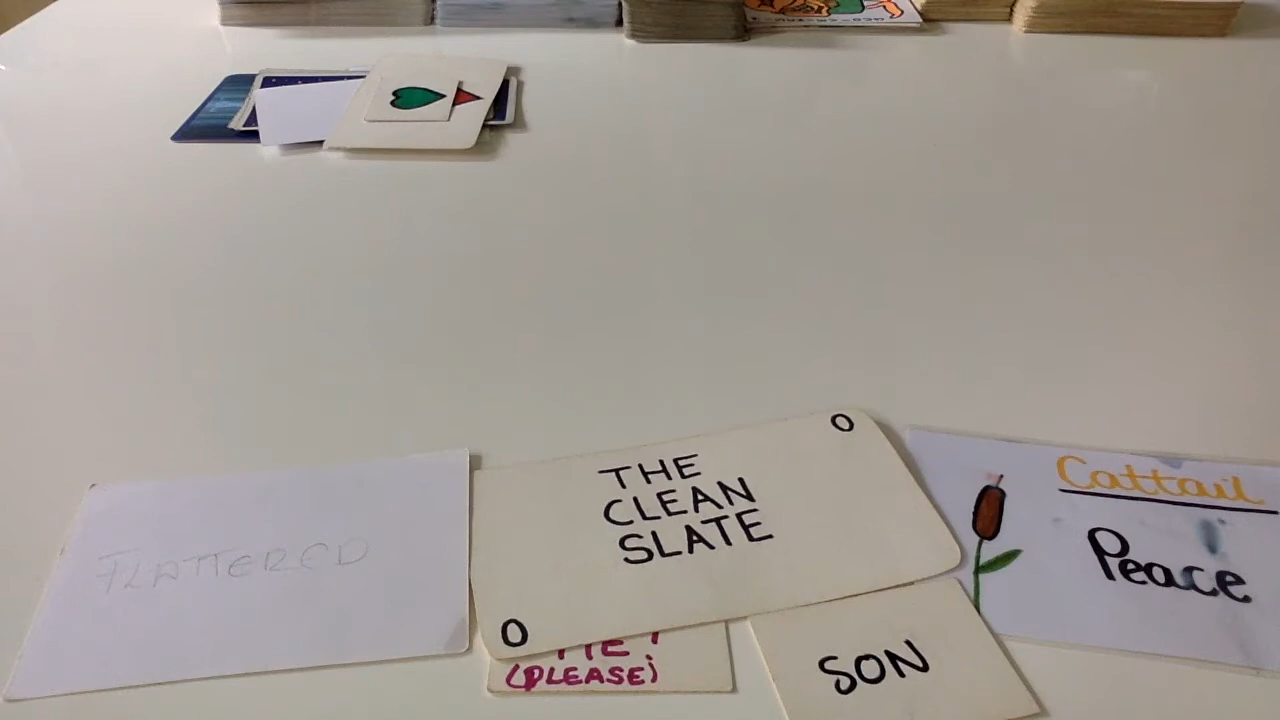 FLATTERED
0
THE
CLEAN
SLATE
0
(PLEASE)
SON
Cattail
Peace